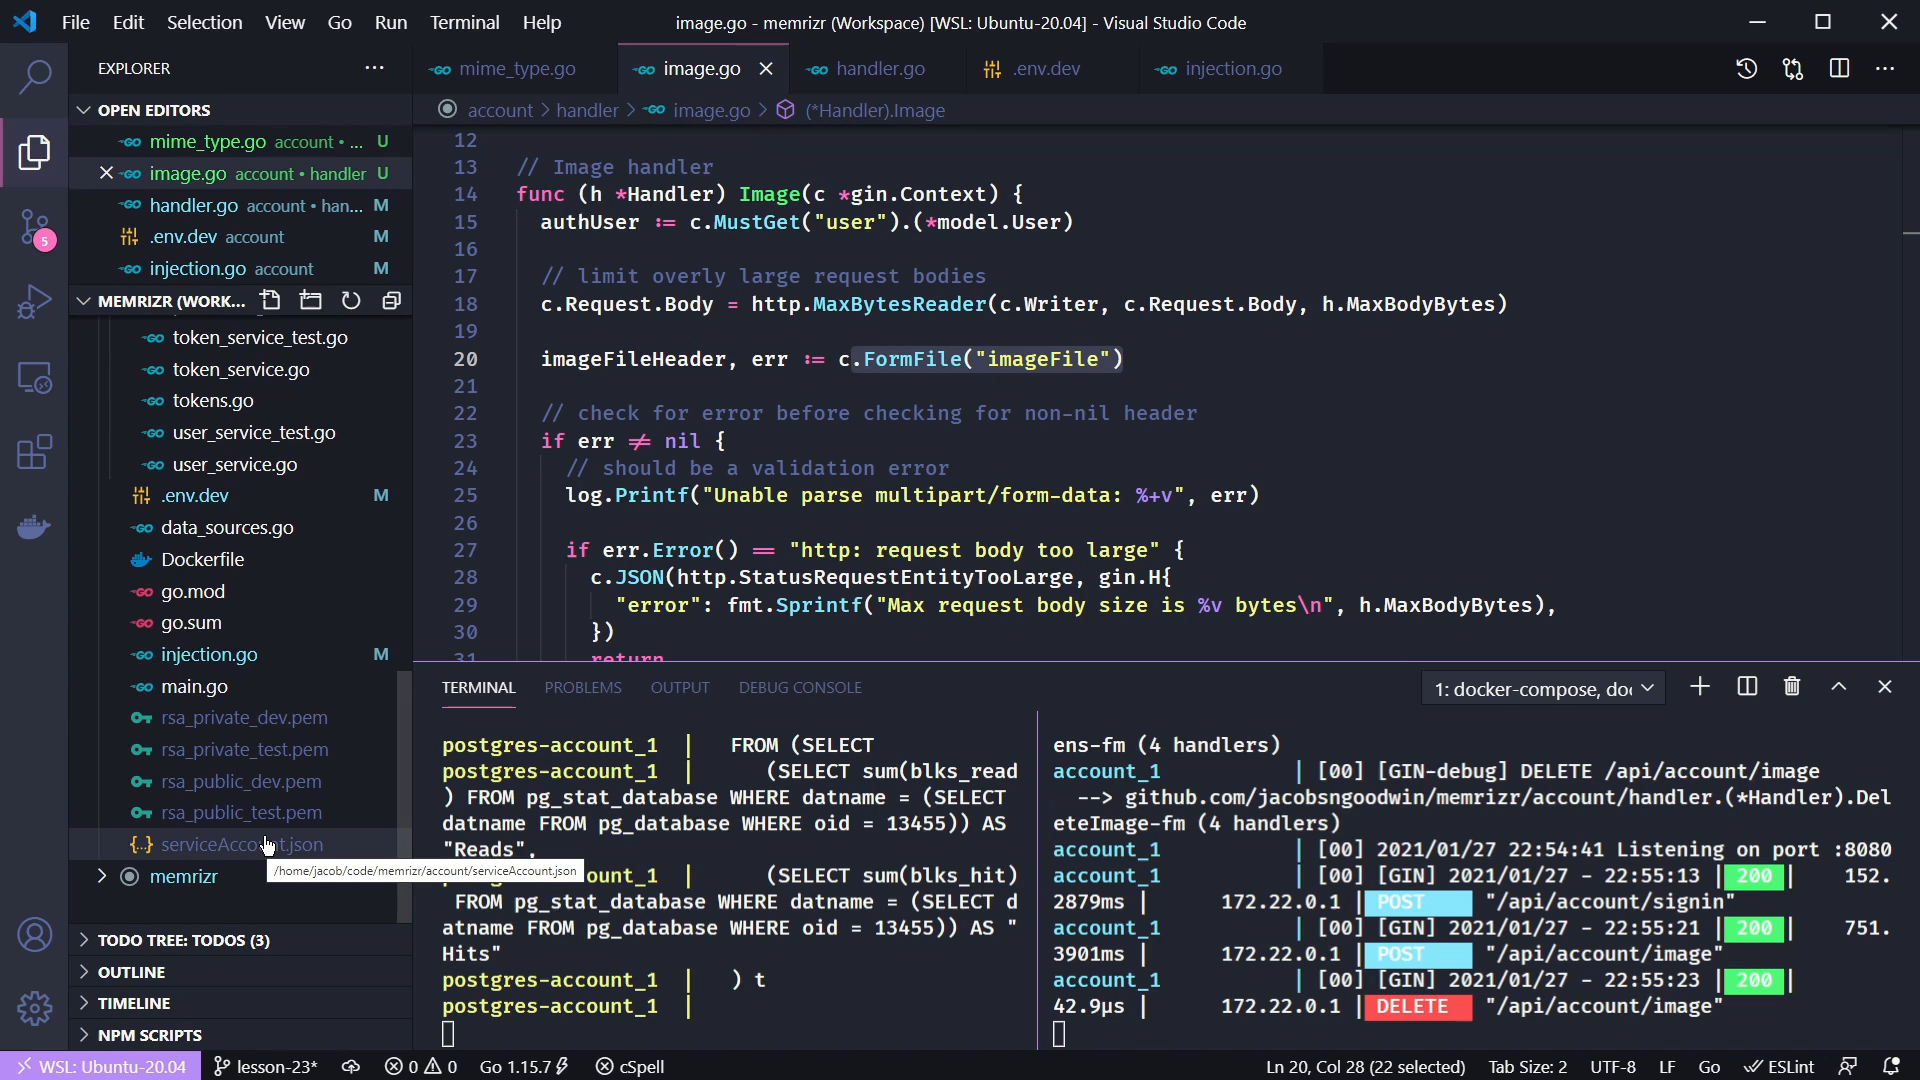 File Edit Selection View Go Run Terminal Help
image.go - memrizr (Workspace) [WSL: Ubuntu-20.04] - Visual Studio Code
EXPLORER
mime_type.go
image.go
handler.go
.env.dev
injection.go
OPEN EDITORS
mime_type.go account • ... U
image.go account • handler U
handler.go account • han... M
.env.dev account M
injection.go account M
5
MEMRIZR (WORK...
token_service_test.go
token_service.go
tokens.go
user_service_test.go
user_service.go
.env.dev M
data_sources.go
Dockerfile
go.mod
go.sum
injection.go M
main.go
rsa_private_dev.pem
rsa_private_test.pem
rsa_public_dev.pem
rsa_public_test.pem
serviceAccount.json
/home/jacob/code/memrizr/account/serviceAccount.json
memrizr
TODO TREE: TODOS (3)
OUTLINE
TIMELINE
NPM SCRIPTS
account > handler > image.go > (*Handler).Image
12
13 // Image handler
14 func (h *Handler) Image(c *gin.Context) {
15 authUser := c.MustGet("user").(*model.User)
16
17 // limit overly large request bodies
18 c.Request.Body = http.MaxBytesReader(c.Writer, c.Request.Body, h.MaxBodyBytes)
19
20 imageFileHeader, err := c.FormFile("imageFile")
21
22 // check for error before checking for non-nil header
23 if err != nil {
24 // should be a validation error
25 log.Printf("Unable parse multipart/form-data: %+v", err)
26
27 if err.Error() == "http: request body too large" {
28 c.JSON(http.StatusRequestEntityTooLarge, gin.H{
29 "error": fmt.Sprintf("Max request body size is %v bytes\n", h.MaxBodyBytes),
30 })
31 return
TERMINAL PROBLEMS OUTPUT DEBUG CONSOLE
1: docker-compose, doc
postgres-account_1 | FROM (SELECT
postgres-account_1 | (SELECT sum(blks_read
) FROM pg_stat_database WHERE datname = (SELECT
datname FROM pg_database WHERE oid = 13455)) AS
"Reads",
ount_1 | (SELECT sum(blks_hit)
FROM pg_stat_database WHERE datname = (SELECT d
atname FROM pg_database WHERE oid = 13455)) AS "
Hits"
postgres-account_1 | ) t
postgres-account_1 |
ens-fm (4 handlers)
account_1 | [00] [GIN-debug] DELETE /api/account/image
--> github.com/jacobsngoodwin/memrizr/account/handler.(*Handler).Del
eteImage-fm (4 handlers)
account_1 | [00] 2021/01/27 22:54:41 Listening on port :8080
account_1 | [00] [GIN] 2021/01/27 - 22:55:13 | 200 | 152.
2879ms | 172.22.0.1 | POST "/api/account/signin"
account_1 | [00] [GIN] 2021/01/27 - 22:55:21 | 200 | 751.
3901ms | 172.22.0.1 | POST "/api/account/image"
account_1 | [00] [GIN] 2021/01/27 - 22:55:23 | 200 |
42.9µs | 172.22.0.1 | DELETE "/api/account/image"
WSL: Ubuntu-20.04 lesson-23* 0 0 Go 1.15.7 cSpell
Ln 20, Col 28 (22 selected) Tab Size: 2 UTF-8 LF Go ESLint